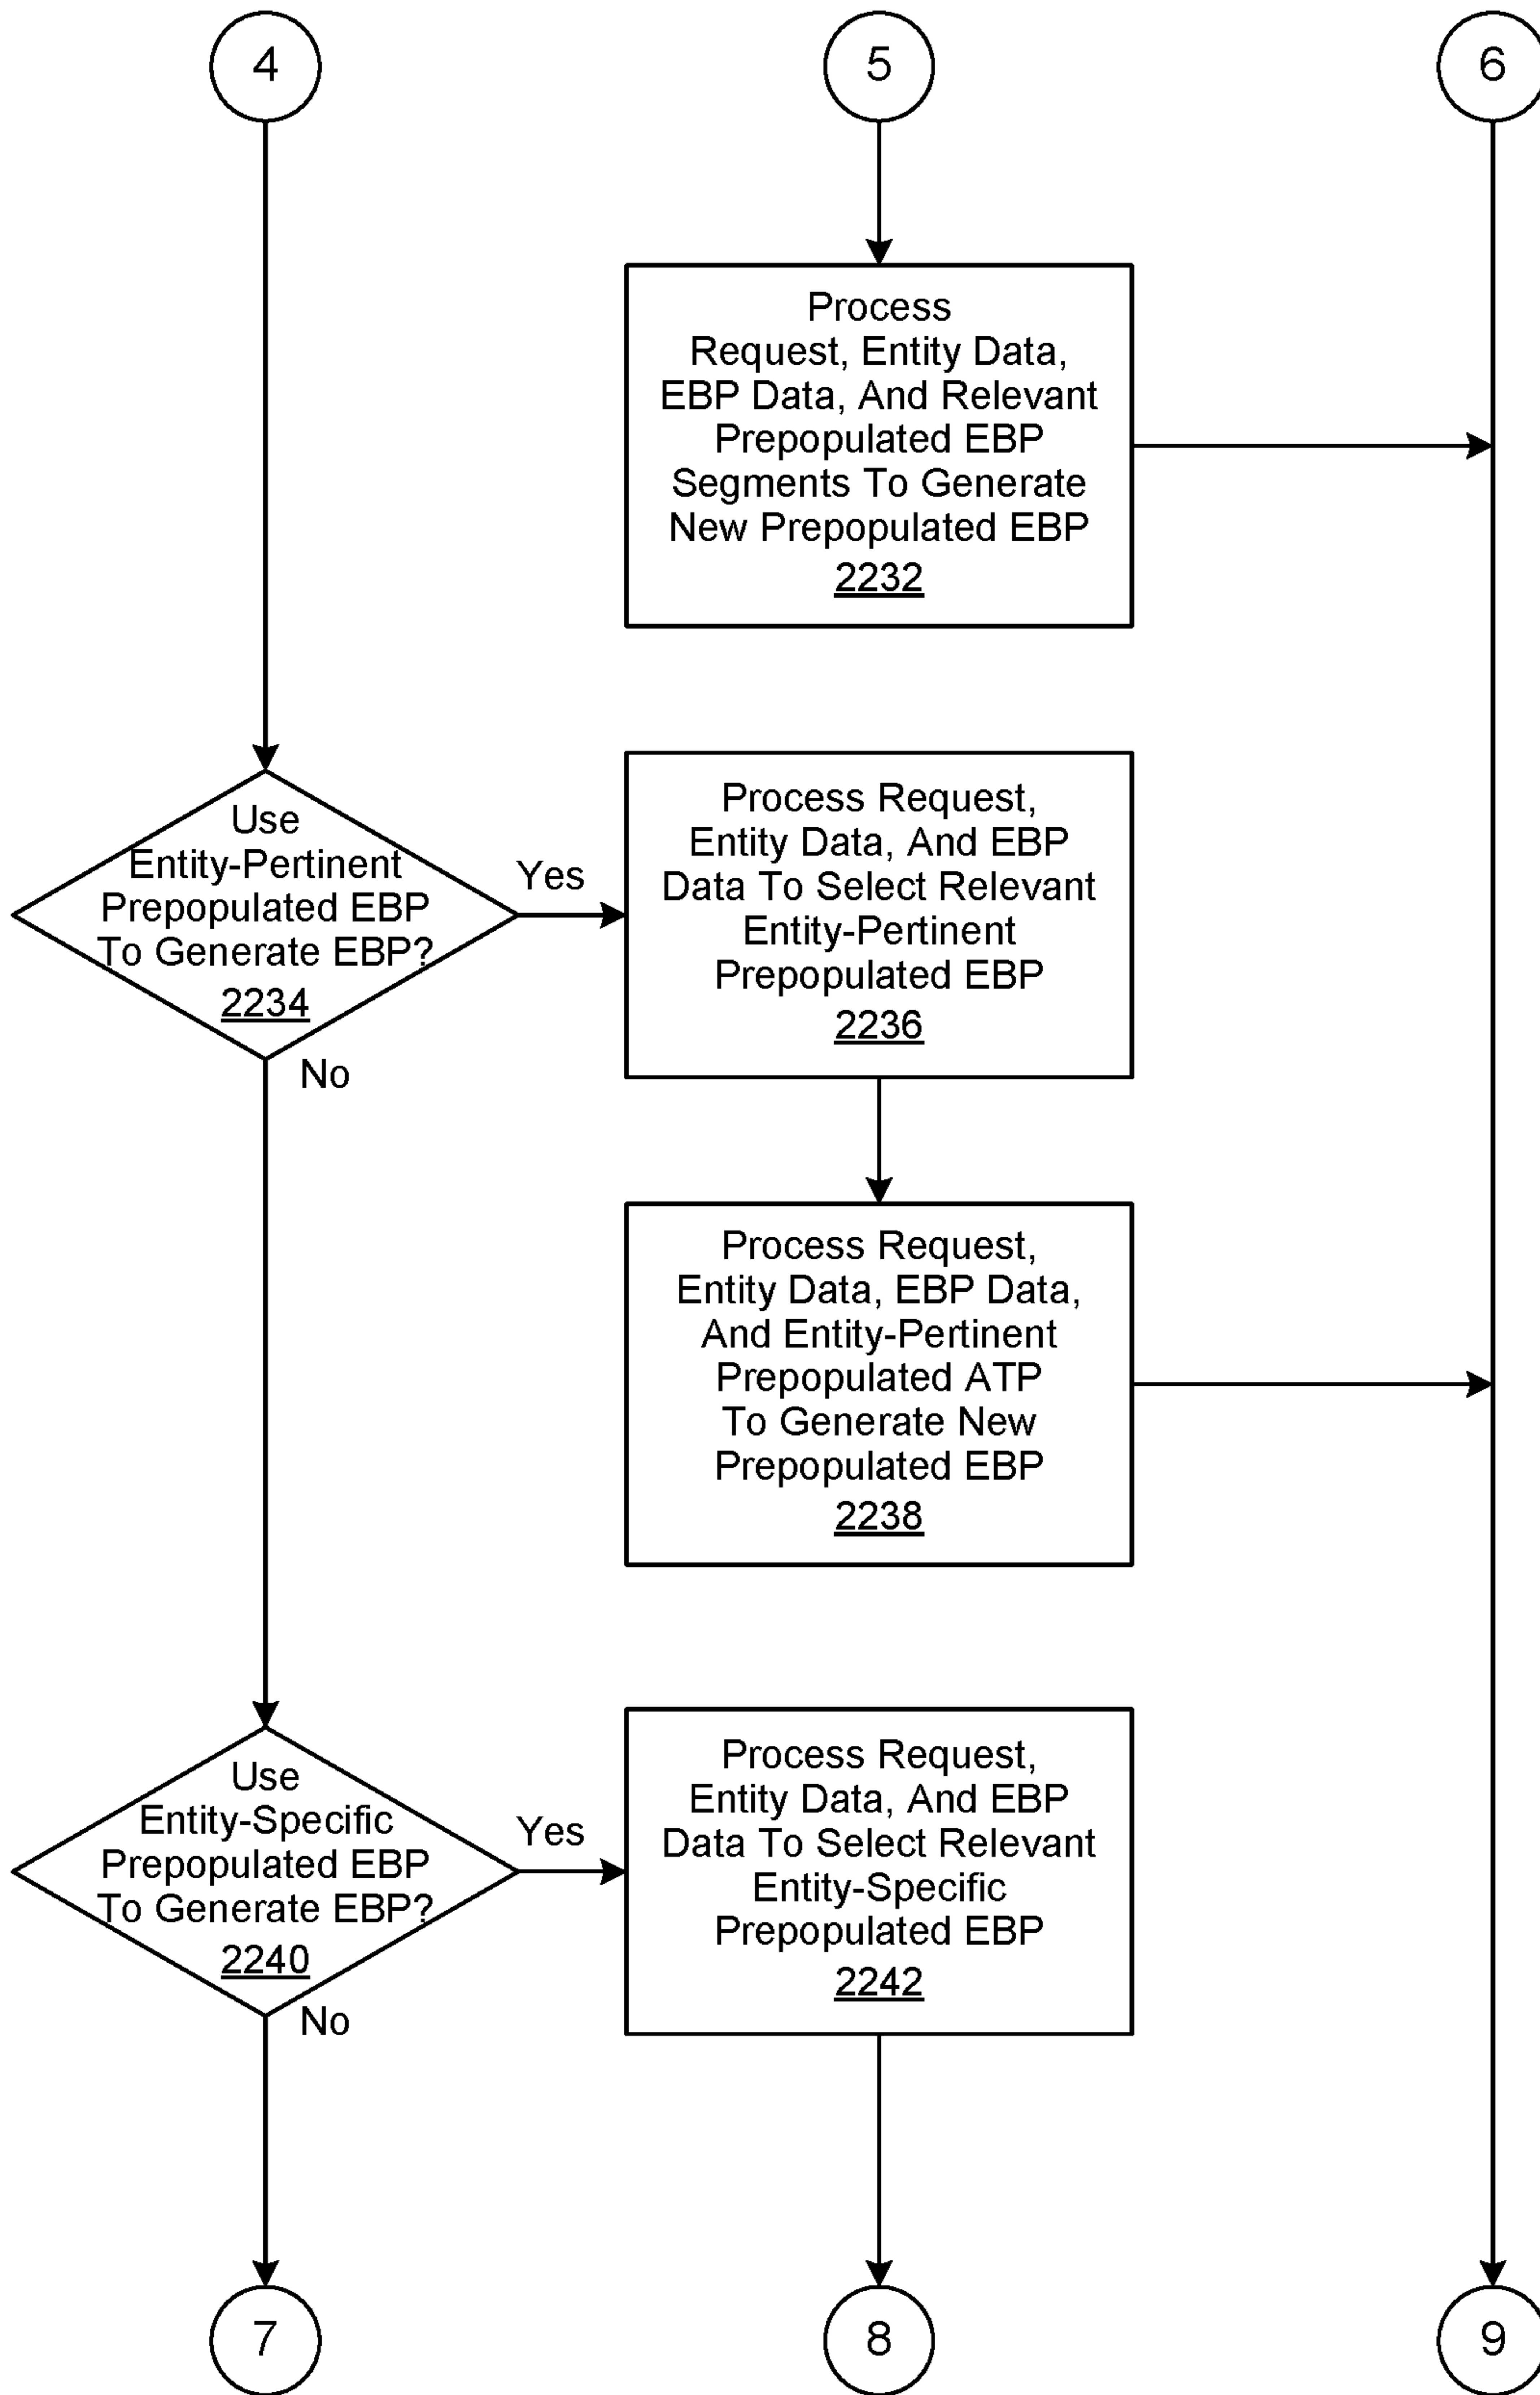 4
5
6
Process
Request, Entity Data,
EBP Data, And Relevant
Prepopulated EBP
Segments To Generate
New Prepopulated EBP
2232
Use
Entity-Pertinent
Prepopulated EBP
To Generate EBP?
2234
Yes
No
Process Request,
Entity Data, And EBP
Data To Select Relevant
Entity-Pertinent
Prepopulated EBP
2236
Process Request,
Entity Data, EBP Data,
And Entity-Pertinent
Prepopulated ATP
To Generate New
Prepopulated EBP
2238
Use
Entity-Specific
Prepopulated EBP
To Generate EBP?
2240
Yes
No
Process Request,
Entity Data, And EBP
Data To Select Relevant
Entity-Specific
Prepopulated EBP
2242
7
8
9